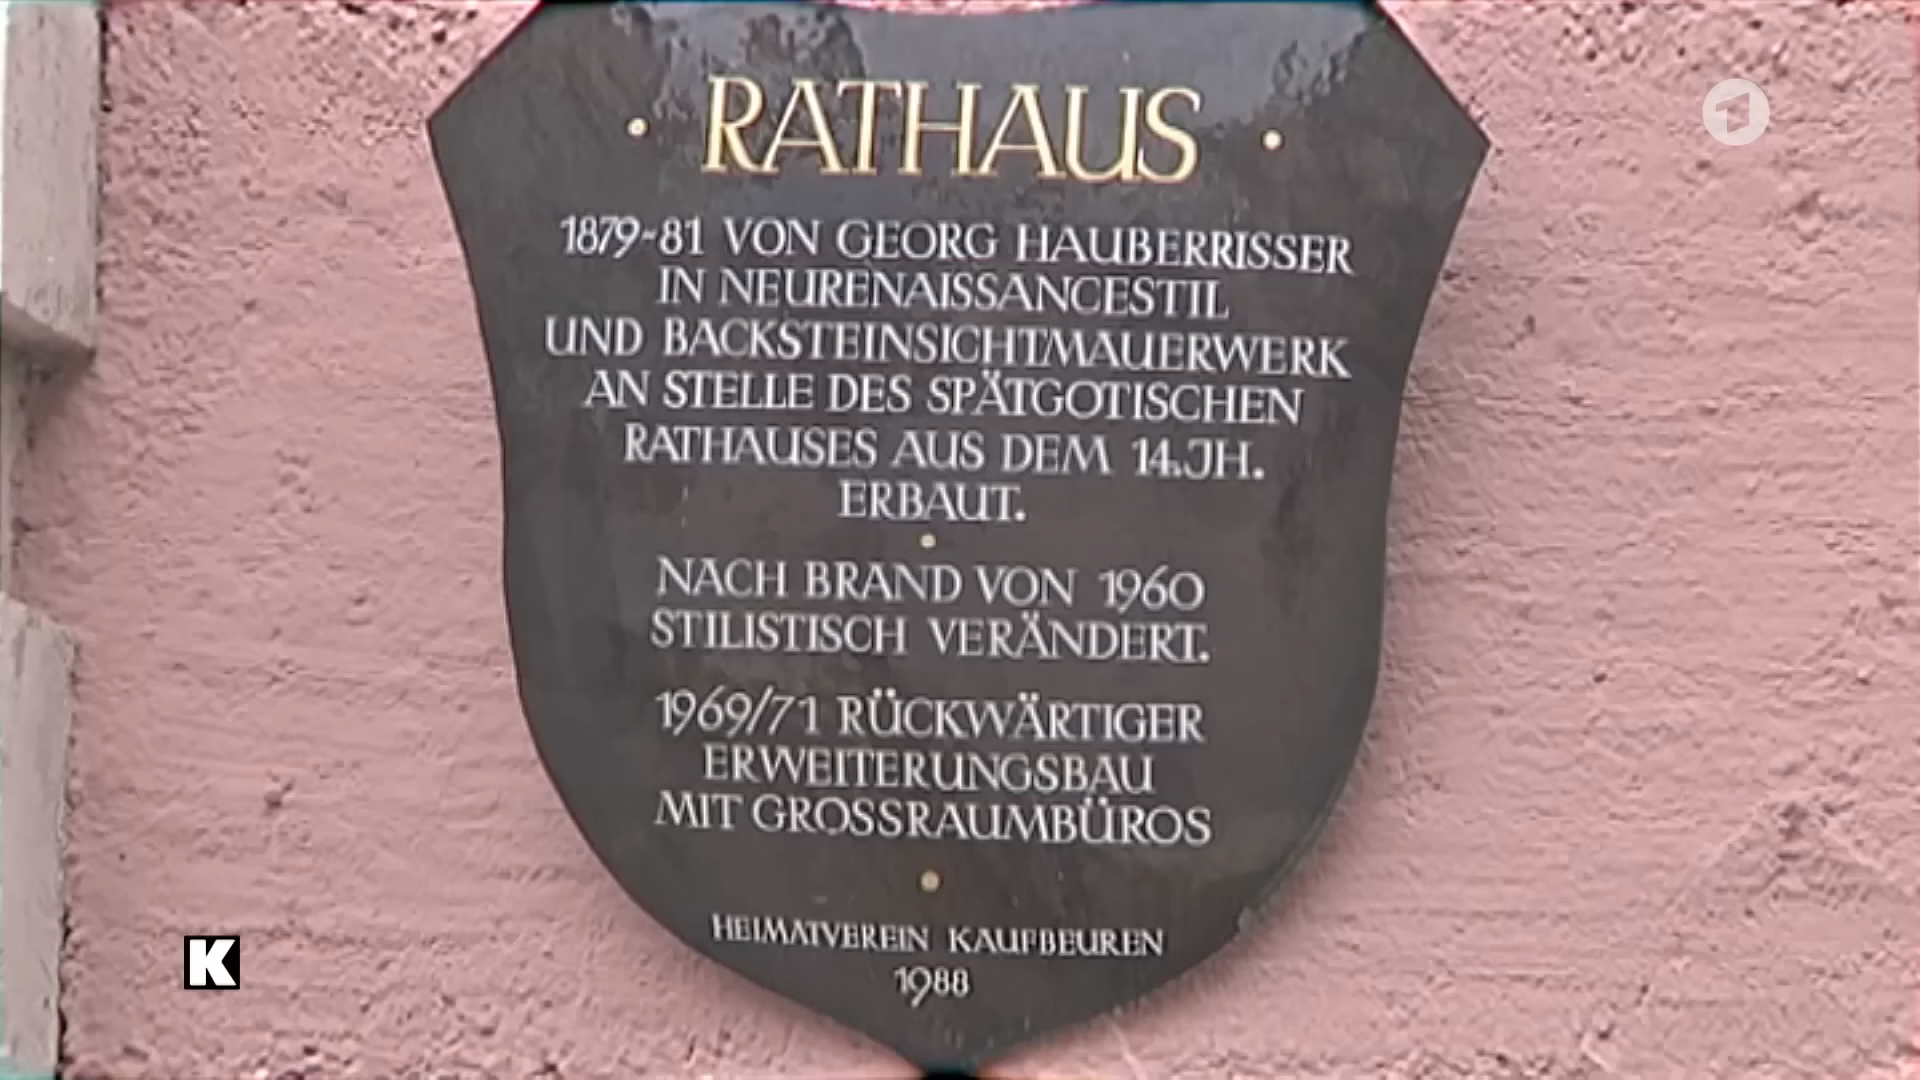 · RATHAUS ·
1879-81 VON GEORG HAUBERRISSER
IN NEURENAISSANCESTIL
UND BACKSTEINSICHTMAUERWERK
AN STELLE DES SPÄTGOTISCHEN
RATHAUSES AUS DEM 14.JH.
ERBAUT.
NACH BRAND VON 1960
STILISTISCH VERÄNDERT.
1969/71 RÜCKWÄRTIGER
ERWEITERUNGSBAU
MIT GROSSRAUMBÜROS
HEIMATVEREIN KAUFBEUREN
1988
1
K